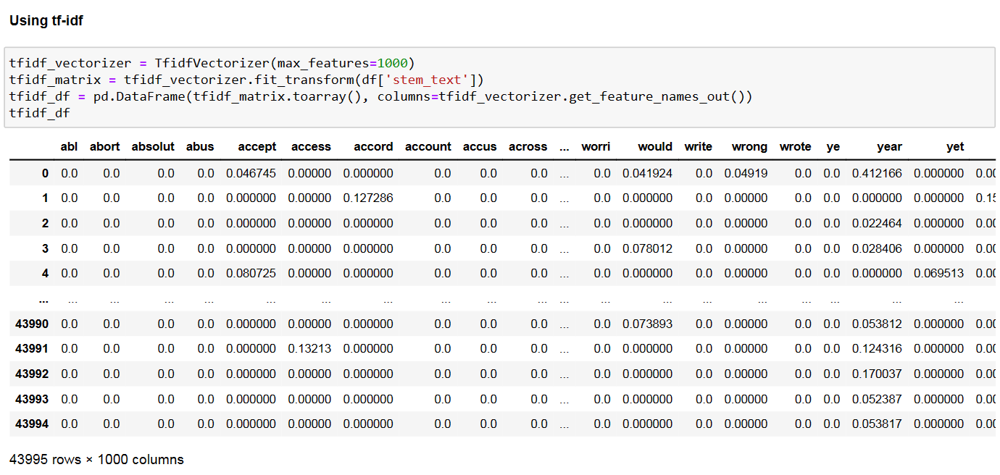 Using tf-idf
tfidf_vectorizer = TfidfVectorizer(max_features=1000)
tfidf_matrix = tfidf_vectorizer.fit_transform(df['stem_text'])
tfidf_df = pd.DataFrame(tfidf_matrix.toarray(), columns=tfidf_vectorizer.get_feature_names_out())
tfidf_df
abl abort absolut abus accept access accord account accus across ... worri would write wrong wrote ye year yet
0 0.0 0.0 0.0 0.0 0.046745 0.00000 0.000000 0.0 0.0 0.0 ... 0.0 0.041924 0.0 0.04919 0.0 0.0 0.412166 0.000000 0.00
1 0.0 0.0 0.0 0.0 0.000000 0.00000 0.127286 0.0 0.0 0.0 ... 0.0 0.000000 0.0 0.00000 0.0 0.0 0.000000 0.000000 0.15
2 0.0 0.0 0.0 0.0 0.000000 0.00000 0.000000 0.0 0.0 0.0 ... 0.0 0.000000 0.0 0.00000 0.0 0.0 0.022464 0.000000 0.00
3 0.0 0.0 0.0 0.0 0.000000 0.00000 0.000000 0.0 0.0 0.0 ... 0.0 0.078012 0.0 0.00000 0.0 0.0 0.028406 0.000000 0.00
4 0.0 0.0 0.0 0.0 0.080725 0.00000 0.000000 0.0 0.0 0.0 ... 0.0 0.000000 0.0 0.00000 0.0 0.0 0.000000 0.069513 0.00
... ... ... ... ... ... ... ... ... ... ... ... ... ... ... ... ... ... ... ...
43990 0.0 0.0 0.0 0.0 0.000000 0.00000 0.000000 0.0 0.0 0.0 ... 0.0 0.073893 0.0 0.00000 0.0 0.0 0.053812 0.000000 0.00
43991 0.0 0.0 0.0 0.0 0.000000 0.13213 0.000000 0.0 0.0 0.0 ... 0.0 0.000000 0.0 0.00000 0.0 0.0 0.124316 0.000000 0.00
43992 0.0 0.0 0.0 0.0 0.000000 0.00000 0.000000 0.0 0.0 0.0 ... 0.0 0.000000 0.0 0.00000 0.0 0.0 0.170037 0.000000 0.00
43993 0.0 0.0 0.0 0.0 0.000000 0.00000 0.000000 0.0 0.0 0.0 ... 0.0 0.000000 0.0 0.00000 0.0 0.0 0.052387 0.000000 0.00
43994 0.0 0.0 0.0 0.0 0.000000 0.00000 0.000000 0.0 0.0 0.0 ... 0.0 0.000000 0.0 0.00000 0.0 0.0 0.053817 0.000000 0.00
43995 rows × 1000 columns